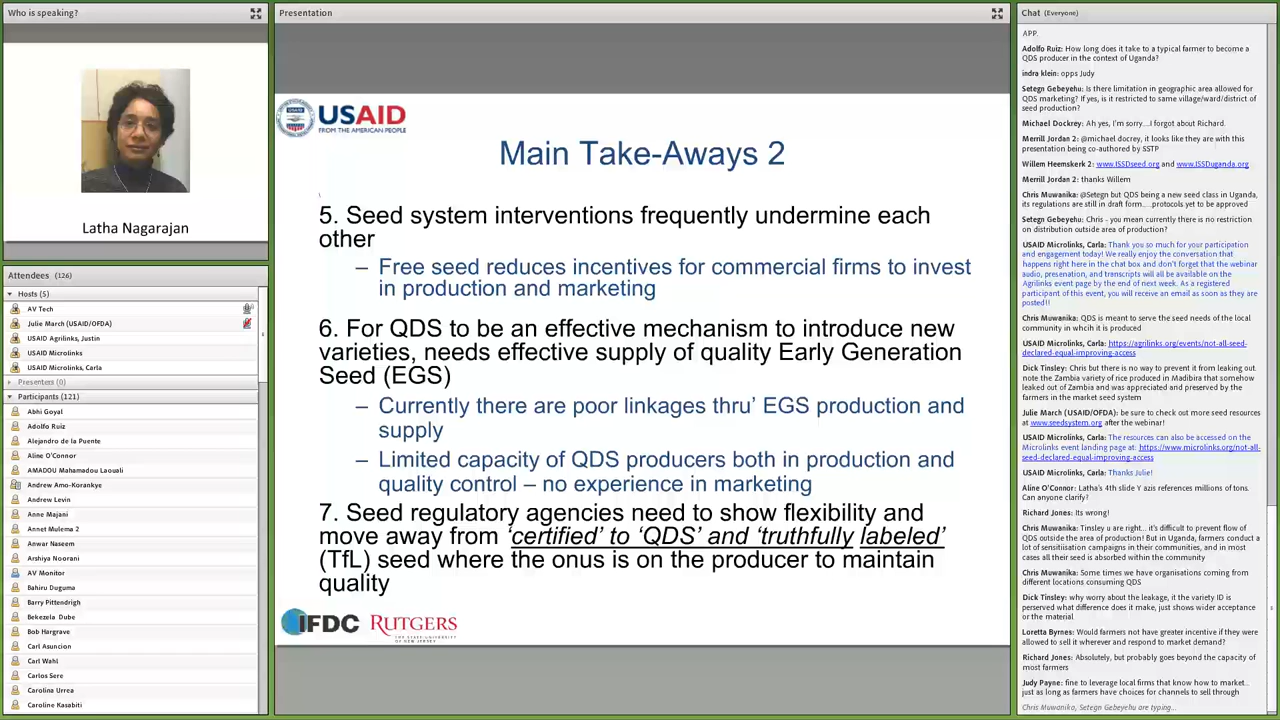 Who is speaking?
Latha Nagarajan
Attendees (126)
Hosts (5)
AV Tech
Julie March (USAID/OFDA)
USAID Agrilinks, Justin
USAID Microlinks
USAID Microlinks, Carla
Presenters (0)
Participants (121)
Abhi Goyal
Adolfo Ruiz
Alejandro de la Puente
Aline O'Connor
AMADOU Mahamadou Laouali
Andrew Amo-Korankye
Andrew Levin
Anne Majani
Annet Mulema 2
Anwar Naseem
Arshiya Noorani
AV Monitor
Bahiru Duguma
Barry Pittendrigh
Bekezela Dube
Bob Hargrave
Carl Asuncion
Carl Wahl
Carlos Sere
Carolina Urrea
Caroline Kasabiti
Presentation
USAID
FROM THE AMERICAN PEOPLE
Main Take-Aways 2
5. Seed system interventions frequently undermine each
other
– Free seed reduces incentives for commercial firms to invest
in production and marketing
6. For QDS to be an effective mechanism to introduce new
varieties, needs effective supply of quality Early Generation
Seed (EGS)
– Currently there are poor linkages thru' EGS production and
supply
– Limited capacity of QDS producers both in production and
quality control – no experience in marketing
7. Seed regulatory agencies need to show flexibility and
move away from ‘certified’ to ‘QDS’ and ‘truthfully labeled’
(TfL) seed where the onus is on the producer to maintain
quality
IFDC RUTGERS
Chat (Everyone)
APP.
Adolfo Ruiz: How long does it take to a typical farmer to become a
QDS producer in the context of Uganda?
indra klein: opps Judy
Setegn Gebeyehu: Is there limitation in geographic area allowed for
QDS marketing? If yes, is it restricted to same village/ward/district of
seed production?
Michael Dockrey: Ah yes, I'm sorry....I forgot about Richard.
Merrill Jordan 2: @michael docrey, it looks like they are with this
presentation being co-authored by SSTP
Willem Heemskerk 2: www.ISSDseed.org and www.ISSDuganda.org
Merrill Jordan 2: thanks Willem
Chris Muwanika: @Setegn but QDS being a new seed class in Uganda,
its regulations are still in draft form.....protocols yet to be approved
Setegn Gebeyehu: Chris - you mean currently there is no restriction
on distribution outside area of production?
USAID Microlinks, Carla: Thank you so much for your participation
and engagement today! We really enjoy the conversation that
happens right here in the chat box and don't forget that the webinar
audio, presenation, and transcripts will all be available on the
Agrilinks event page by the end of next week. As a registered
participant of this event, you will receive an email as soon as they are
posted!!
Chris Muwanika: QDS is meant to serve the seed needs of the local
community in whcih it is produced
USAID Microlinks, Carla: https://agrilinks.org/events/not-all-seed-
declared-equal-improving-access
Dick Tinsley: Chris but there is no way to prevent it from leaking out.
note the Zambia variety of rice produced in Madibira that somehow
leaked out of Zambia and was appreciated and preserved by the
farmers in the market seed system
Julie March (USAID/OFDA): be sure to check out more seed resources
at www.seedsystem.org after the webinar!
USAID Microlinks, Carla: The resources can also be accessed on the
Microlinks event landing page at: https://www.microlinks.org/not-all-
seed-declared-equal-improving-access
USAID Microlinks, Carla: Thanks Julie!
Aline O'Connor: Latha's 4th slide Y azis references millions of tons.
Can anyone clarify?
Richard Jones: Its wrong!
Chris Muwanika: Tinsley u are right... it's difficult to prevent flow of
QDS outside the area of production! But in Uganda, farmers conduct a
lot of sensitisation campaigns in their communities, and in most
cases all their seed is absorbed within the community
Chris Muwanika: Some times we have organisations coming from
different locations consuming QDS
Dick Tinsley: why worry about the leakage, it the variety ID is
perserved what difference does it make, just shows wider acceptance
or the material
Loretta Byrnes: Would farmers not have greater incentive if they were
allowed to sell it wherever and respond to market demand?
Richard Jones: Absolutely, but probably goes beyond the capacity of
most farmers
Judy Payne: fine to leverage local firms that know how to market...
just as long as farmers have choices for channels to sell through
Chris Muwanika, Setegn Gebeyehu are typing...